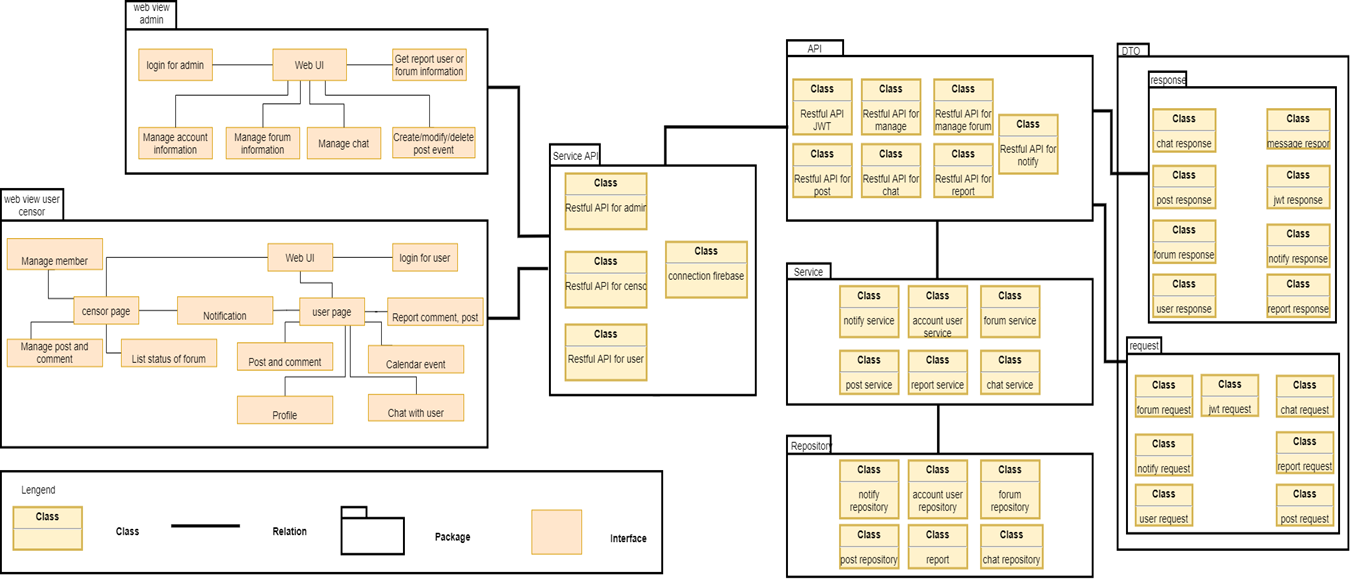 web view
admin
login for admin
Web UI
Get report user or
forum information
Manage account
information
Manage forum
information
Manage chat
Create/modify/delete
post event
web view user
censor
Manage member
Web UI
login for user
censor page
Notification
user page
Report comment, post
Manage post and
comment
List status of forum
Post and comment
Calendar event
Profile
Chat with user
Service API
Class
Restful API for admin
Class
Restful API for censo
Class
Restful API for user
Class
connection firebase
API
Class
Restful API
JWT
Class
Restful API for
manage
Class
Restful API for
manage forum
Class
Restful API for
notify
Class
Restful API for
post
Class
Restful API for
chat
Class
Restful API for
report
Service
Class
notify service
Class
account user
service
Class
forum service
Class
post service
Class
report service
Class
chat service
Repository
Class
notify
repository
Class
account user
repository
Class
forum
repository
Class
post repository
Class
report
Class
chat repository
DTO
response
Class
chat response
Class
message respon
Class
post response
Class
jwt response
Class
forum response
Class
notify response
Class
user response
Class
report response
request
Class
forum request
Class
jwt request
Class
chat request
Class
notify request
Class
report request
Class
user request
Class
post request
Lengend
Class
Class
Relation
Package
Interface